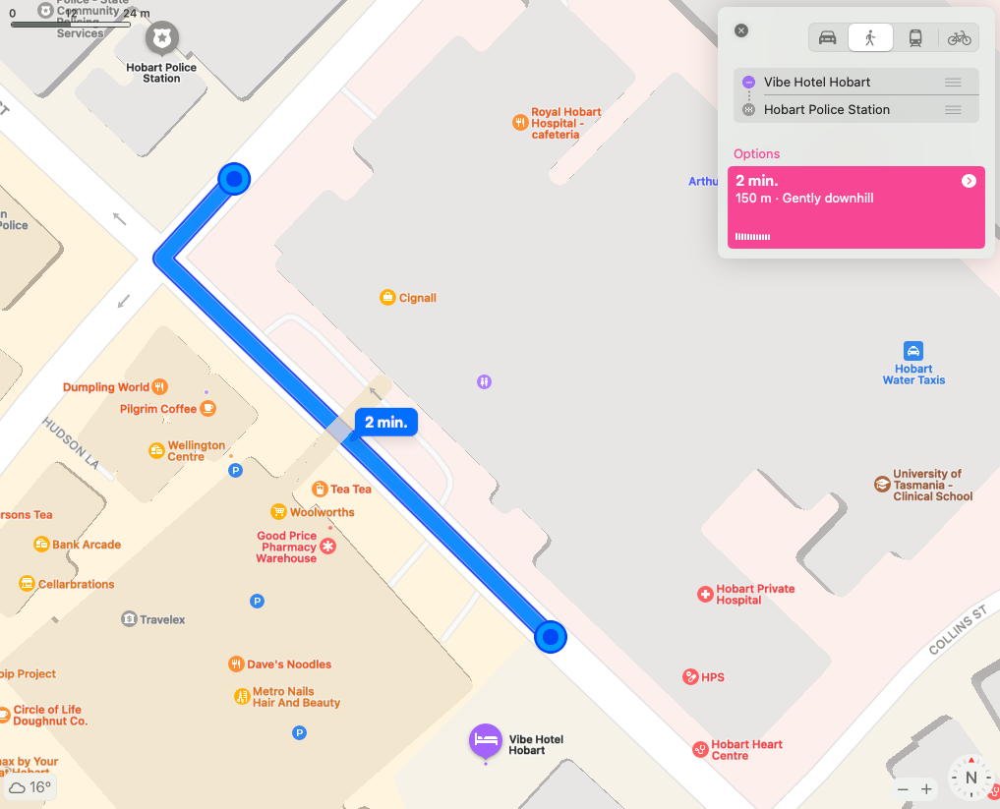 0
12
24 m
Police - State
Community
Policing
Services
Hobart Police
Station
Royal Hobart
Hospital -
cafeteria
Vibe Hotel Hobart
Hobart Police Station
Options
2 min.
150 m · Gently downhill
Arthu
n
Police
Cignall
Hobart
Water Taxis
Dumpling World
Pilgrim Coffee
HUDSON LA
Wellington
Centre
P
2 min.
Tea Tea
Woolworths
Good Price
Pharmacy
Warehouse
University of
Tasmania -
Clinical School
rsons Tea
Bank Arcade
Cellarbrations
P
Travelex
Hobart Private
Hospital
COLLINS ST
Dave's Noodles
oip Project
Metro Nails
Hair And Beauty
HPS
Circle of Life
Doughnut Co.
P
Vibe Hotel
Hobart
Hobart Heart
Centre
max by Your
at Hobart
16°
N